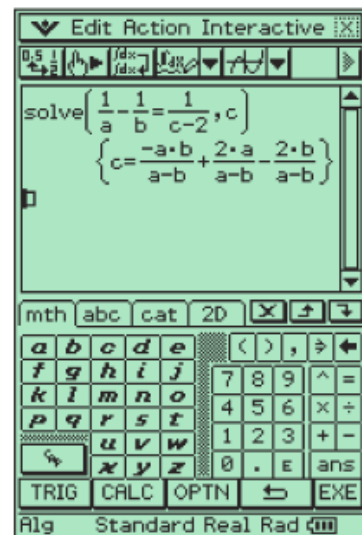 Edit Action Interactive
solve(1/a-1/b=1/(c-2),c)
{c=(-a·b)/(a-b)+(2·a)/(a-b)-(2·b)/(a-b)}
mth abc cat 2D
a b c d e ( ) , ⇒ ←
f g h i j 7 8 9 ^ =
k l m n o 4 5 6 × ÷
p q r s t 1 2 3 + -
u v w 0 . E ans
x y z
TRIG CALC OPTN EXE
Alg Standard Real Rad